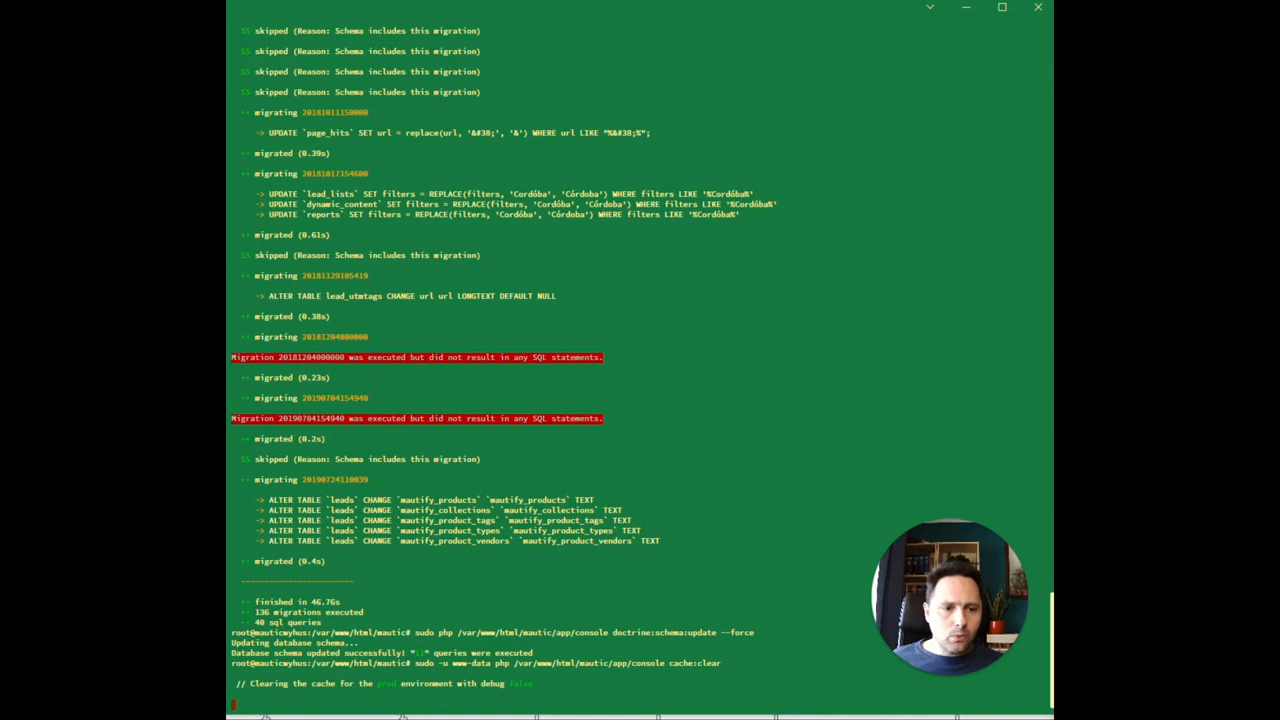 SS skipped (Reason: Schema includes this migration)
SS skipped (Reason: Schema includes this migration)
SS skipped (Reason: Schema includes this migration)
SS skipped (Reason: Schema includes this migration)
++ migrating 20181011150000
-> UPDATE `page_hits` SET url = replace(url, '&#38;', '&') WHERE url LIKE "%&#38;%";
++ migrated (0.39s)
++ migrating 20181017154600
-> UPDATE `lead_lists` SET filters = REPLACE(filters, 'Cordóba', 'Córdoba') WHERE filters LIKE '%Cordóba%'
-> UPDATE `dynamic_content` SET filters = REPLACE(filters, 'Cordóba', 'Córdoba') WHERE filters LIKE '%Cordóba%'
-> UPDATE `reports` SET filters = REPLACE(filters, 'Cordóba', 'Córdoba') WHERE filters LIKE '%Cordóba%'
++ migrated (0.61s)
SS skipped (Reason: Schema includes this migration)
++ migrating 20181129105419
-> ALTER TABLE lead_utmtags CHANGE url url LONGTEXT DEFAULT NULL
++ migrated (0.38s)
++ migrating 20181204000000
Migration 20181204000000 was executed but did not result in any SQL statements.
++ migrated (0.23s)
++ migrating 20190704154940
Migration 20190704154940 was executed but did not result in any SQL statements.
++ migrated (0.2s)
SS skipped (Reason: Schema includes this migration)
++ migrating 20190724110039
-> ALTER TABLE `leads` CHANGE `mautify_products` `mautify_products` TEXT
-> ALTER TABLE `leads` CHANGE `mautify_collections` `mautify_collections` TEXT
-> ALTER TABLE `leads` CHANGE `mautify_product_tags` `mautify_product_tags` TEXT
-> ALTER TABLE `leads` CHANGE `mautify_product_types` `mautify_product_types` TEXT
-> ALTER TABLE `leads` CHANGE `mautify_product_vendors` `mautify_product_vendors` TEXT
++ migrated (0.4s)
------------------------
++ finished in 46.76s
++ 136 migrations executed
++ 40 sql queries
root@mauticwyhus:/var/www/html/mautic# sudo php /var/www/html/mautic/app/console doctrine:schema:update --force
Updating database schema...
Database schema updated successfully! "11" queries were executed
root@mauticwyhus:/var/www/html/mautic# sudo -u www-data php /var/www/html/mautic/app/console cache:clear
// Clearing the cache for the prod environment with debug false